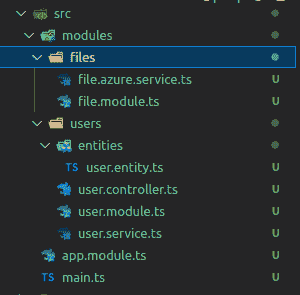 src
modules
files
file.azure.service.ts U
file.module.ts U
users
entities
TS user.entity.ts U
user.controller.ts U
user.module.ts U
user.service.ts U
app.module.ts U
TS main.ts U